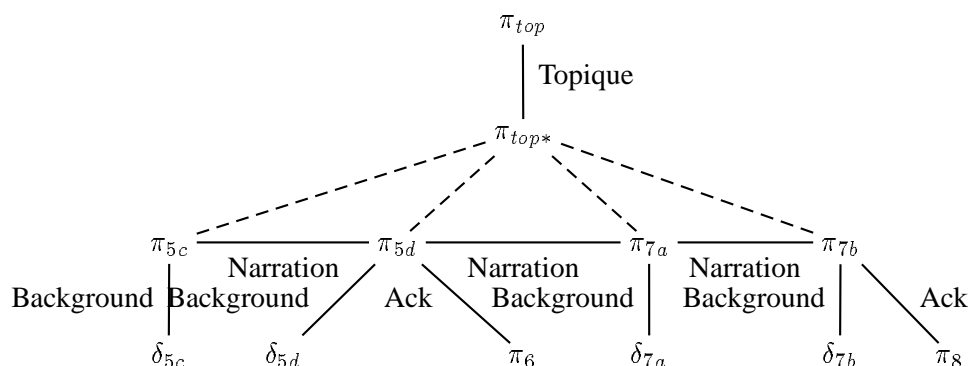 π_top
Topique
π_top*
π_5c π_5d π_7a π_7b
Narration Narration Narration
Background Background Ack Background Background Ack
δ_5c δ_5d π_6 δ_7a δ_7b π_8